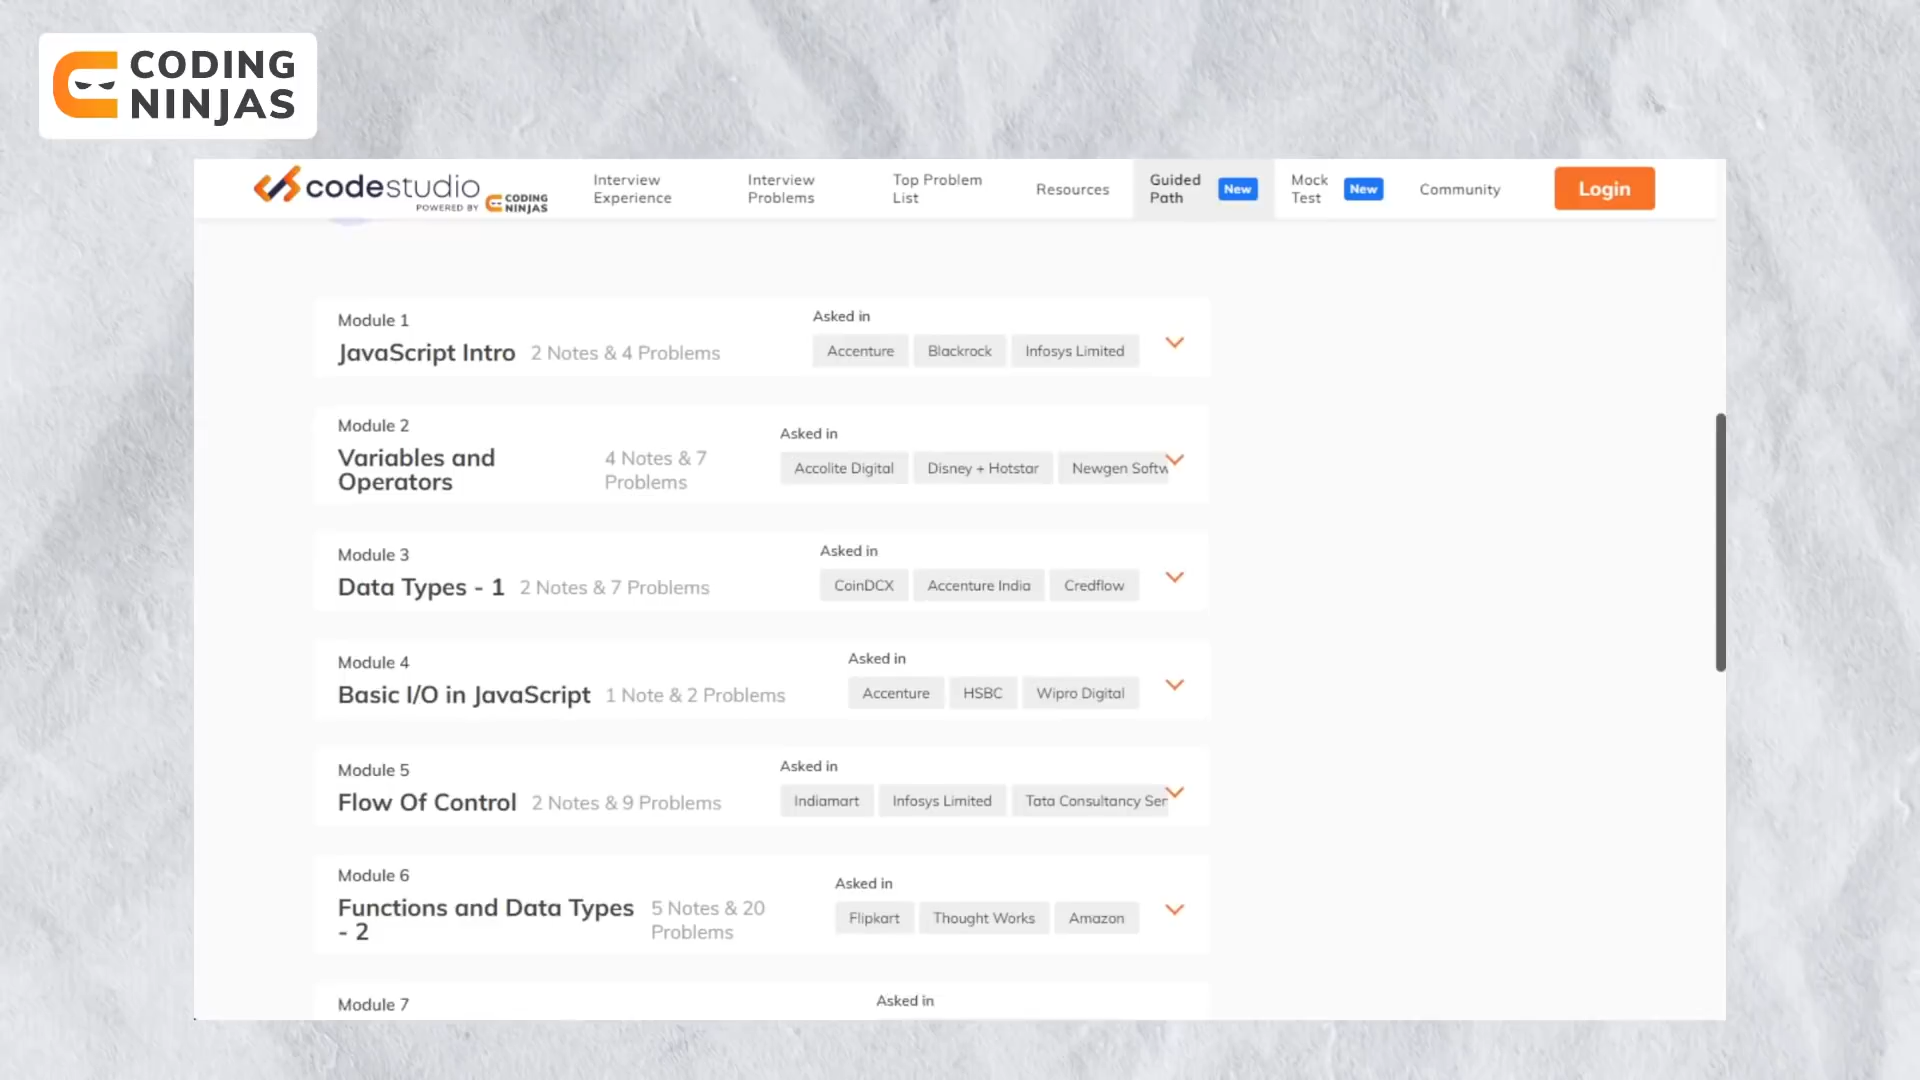 CODING
NINJAS
codestudio
POWERED BY CODING NINJAS
Interview Experience
Interview Problems
Top Problem List
Resources
Guided Path New
Mock Test New
Community
Login
Module 1
JavaScript Intro 2 Notes & 4 Problems
Asked in
Accenture Blackrock Infosys Limited
Module 2
Variables and
Operators
4 Notes & 7
Problems
Asked in
Accolite Digital Disney + Hotstar Newgen Softw
Module 3
Data Types - 1 2 Notes & 7 Problems
Asked in
CoinDCX Accenture India Credflow
Module 4
Basic I/O in JavaScript 1 Note & 2 Problems
Asked in
Accenture HSBC Wipro Digital
Module 5
Flow Of Control 2 Notes & 9 Problems
Asked in
Indiamart Infosys Limited Tata Consultancy Ser
Module 6
Functions and Data Types
- 2
5 Notes & 20
Problems
Asked in
Flipkart Thought Works Amazon
Module 7
Asked in